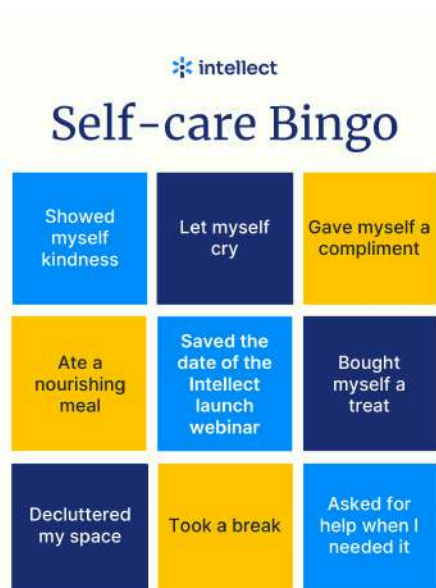 intellect
Self-care Bingo
Showed
myself
kindness
Let myself
cry
Gave myself a
compliment
Ate a
nourishing
meal
Saved the
date of the
Intellect
launch
webinar
Bought
myself a
treat
Decluttered
my space
Took a break
Asked for
help when I
needed it